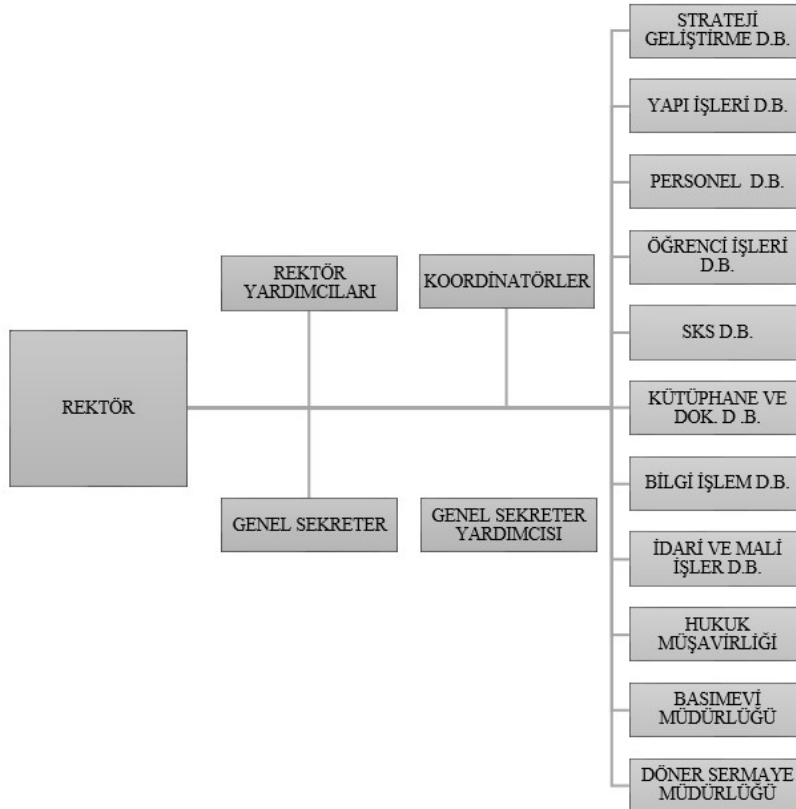 REKTÖR
REKTÖR
YARDIMCILARI
KOORDİNATÖRLER
GENEL SEKRETER
GENEL SEKRETER
YARDIMCISI
STRATEJİ
GELİŞTİRME D.B.
YAPI İŞLERİ D.B.
PERSONEL D.B.
ÖĞRENCİ İŞLERİ
D.B.
SKS D.B.
KÜTÜPHANE VE
DOK. D .B.
BİLGİ İŞLEM D.B.
İDARİ VE MALİ
İŞLER D.B.
HUKUK
MÜŞAVİRLİĞİ
BASIMEVİ
MÜDÜRLÜĞÜ
DÖNER SERMAYE
MÜDÜRLÜĞÜ